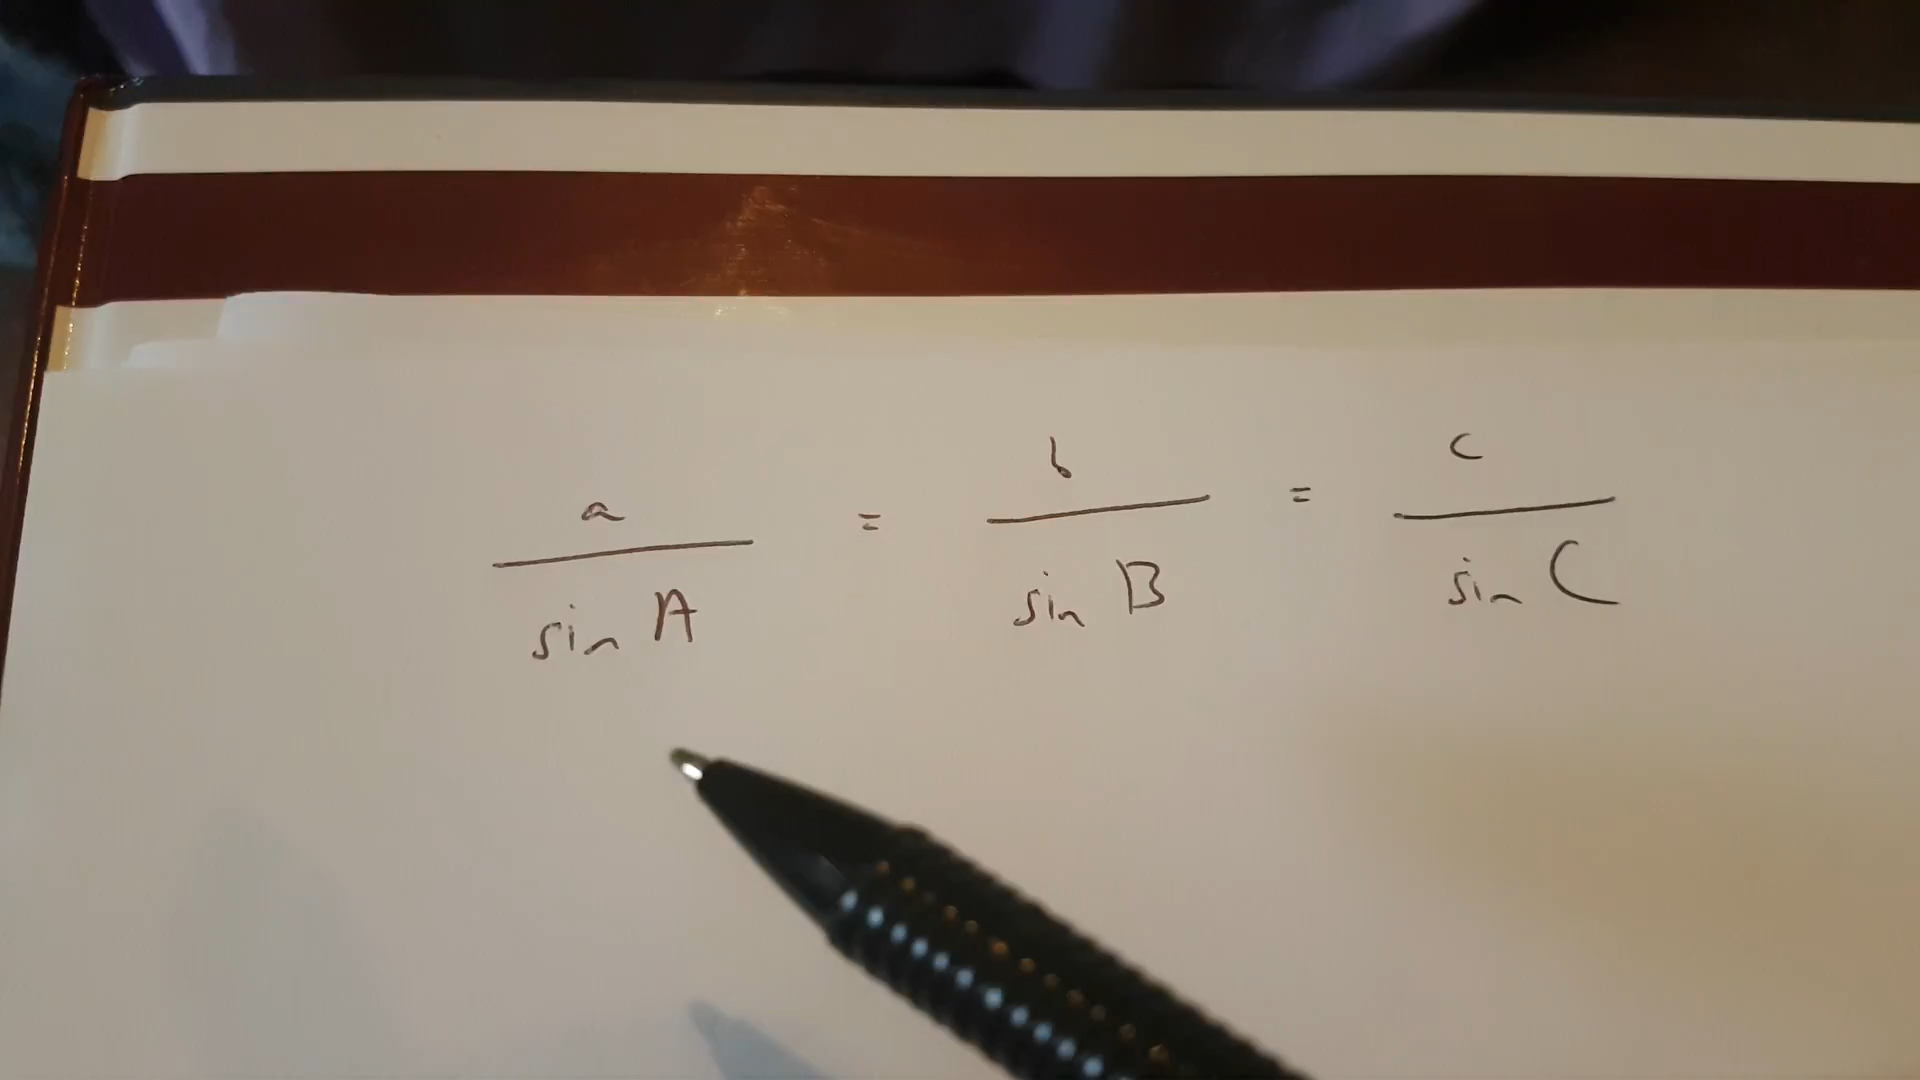 a/sin A = b/sin B = c/sin C